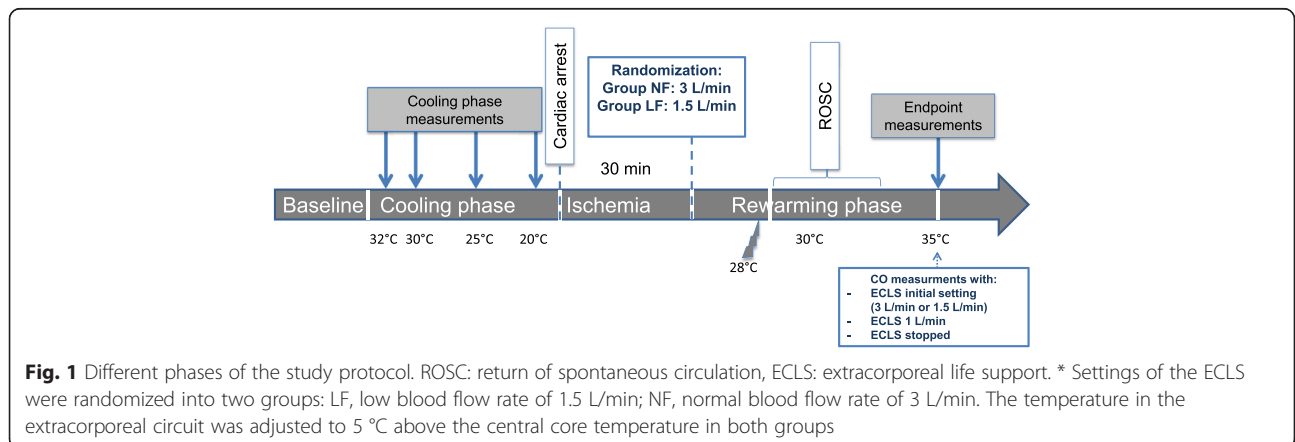 Cooling phase
measurements
Cardiac arrest
Randomization:
Group NF: 3 L/min
Group LF: 1.5 L/min
ROSC
Endpoint
measurements
30 min
Baseline
Cooling phase
Ischemia
Rewarming phase
32°C
30°C
25°C
20°C
28°C
30°C
35°C
CO measurments with:
- ECLS initial setting
(3 L/min or 1.5 L/min)
- ECLS 1 L/min
- ECLS stopped
Fig. 1 Different phases of the study protocol. ROSC: return of spontaneous circulation, ECLS: extracorporeal life support. * Settings of the ECLS
were randomized into two groups: LF, low blood flow rate of 1.5 L/min; NF, normal blood flow rate of 3 L/min. The temperature in the
extracorporeal circuit was adjusted to 5 °C above the central core temperature in both groups